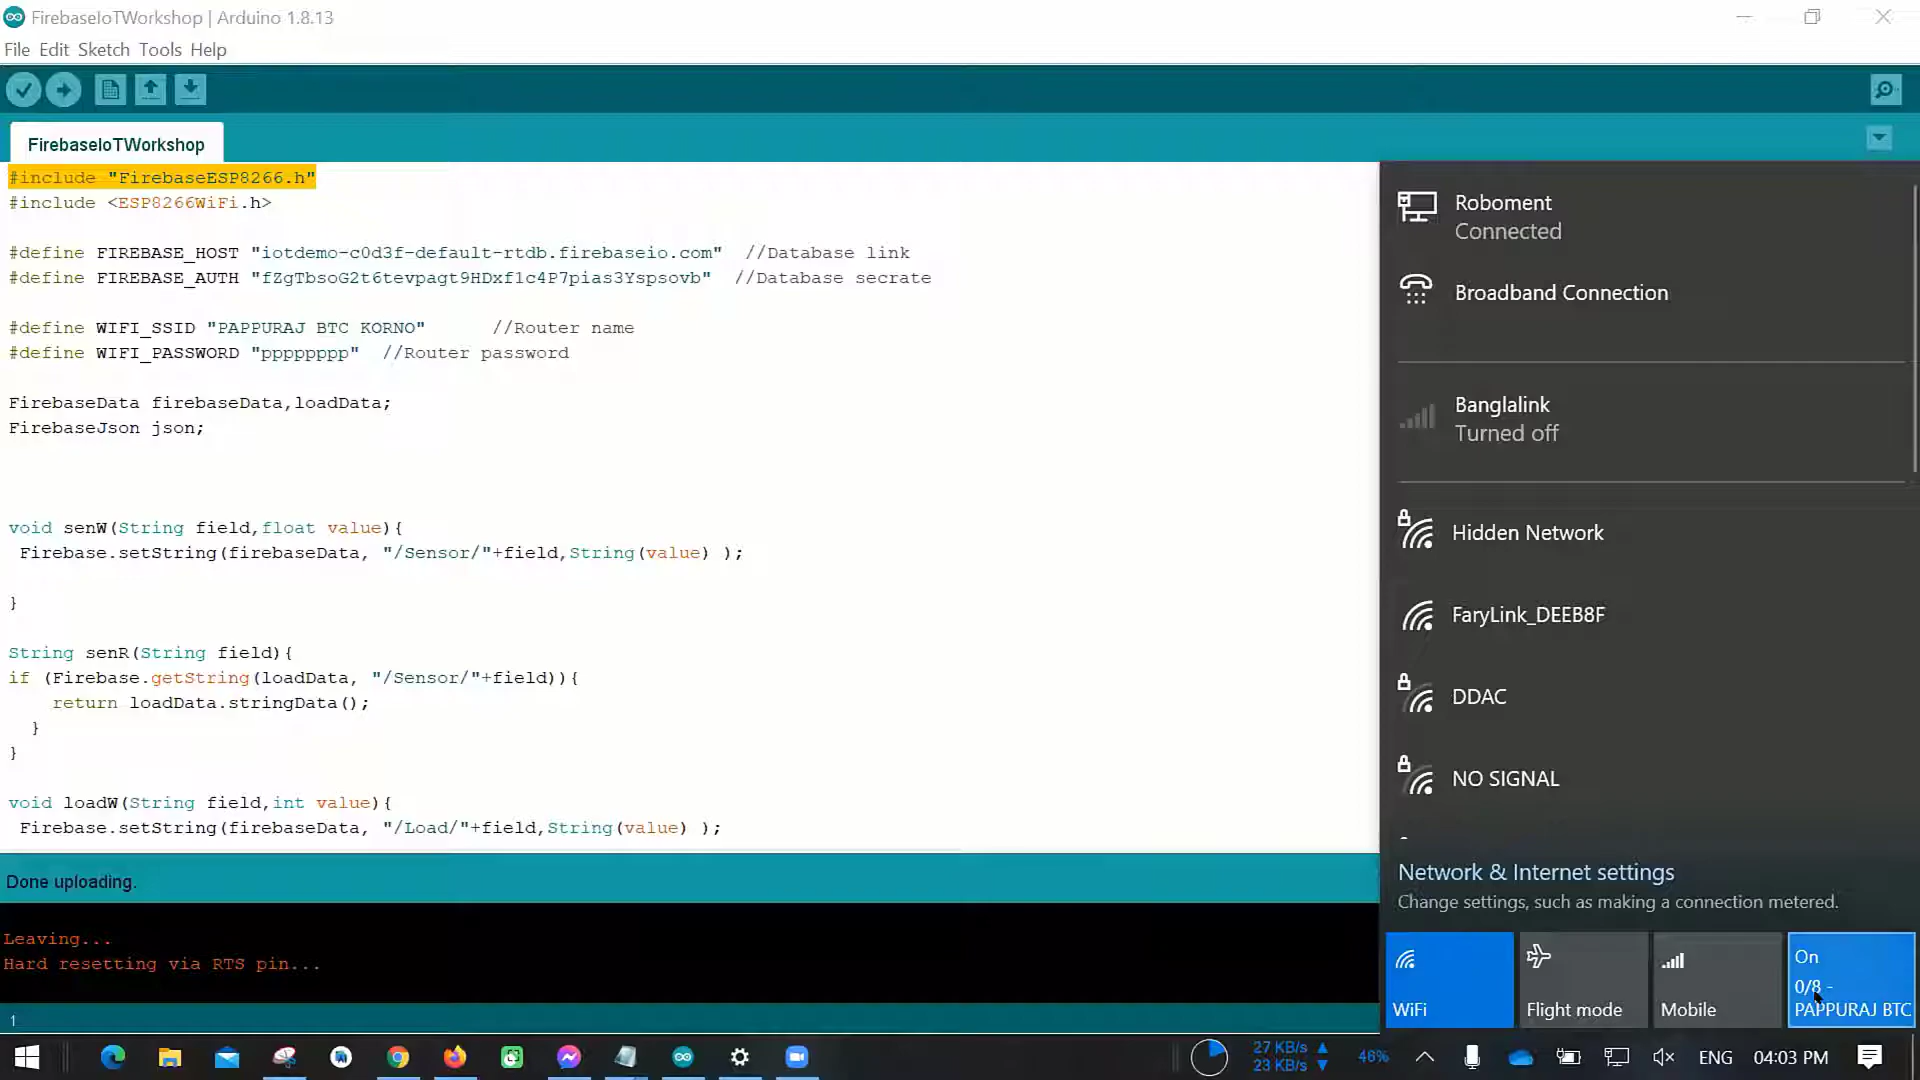 FirebaseIoTWorkshop | Arduino 1.8.13
File Edit Sketch Tools Help
FirebaseIoTWorkshop
#include "FirebaseESP8266.h"
#include <ESP8266WiFi.h>
#define FIREBASE_HOST "iotdemo-c0d3f-default-rtdb.firebaseio.com" //Database link
#define FIREBASE_AUTH "fZgTbsoG2t6tevpagt9HDxf1c4P7pias3Yspsovb" //Database secrate
#define WIFI_SSID "PAPPURAJ BTC KORNO" //Router name
#define WIFI_PASSWORD "pppppppp" //Router password
FirebaseData firebaseData,loadData;
FirebaseJson json;
void senW(String field,float value){
Firebase.setString(firebaseData, "/Sensor/"+field,String(value) );
}
String senR(String field){
if (Firebase.getString(loadData, "/Sensor/"+field)){
return loadData.stringData();
}
}
void loadW(String field,int value){
Firebase.setString(firebaseData, "/Load/"+field,String(value) );
Done uploading.
Leaving...
Hard resetting via RTS pin...
1
Roboment
Connected
Broadband Connection
Banglalink
Turned off
Hidden Network
FaryLink_DEEB8F
DDAC
NO SIGNAL
Network & Internet settings
Change settings, such as making a connection metered.
WiFi
Flight mode
Mobile
On
0/8 -
PAPPURAJ BTC
27 KB/s
23 KB/s
46%
ENG
04:03 PM